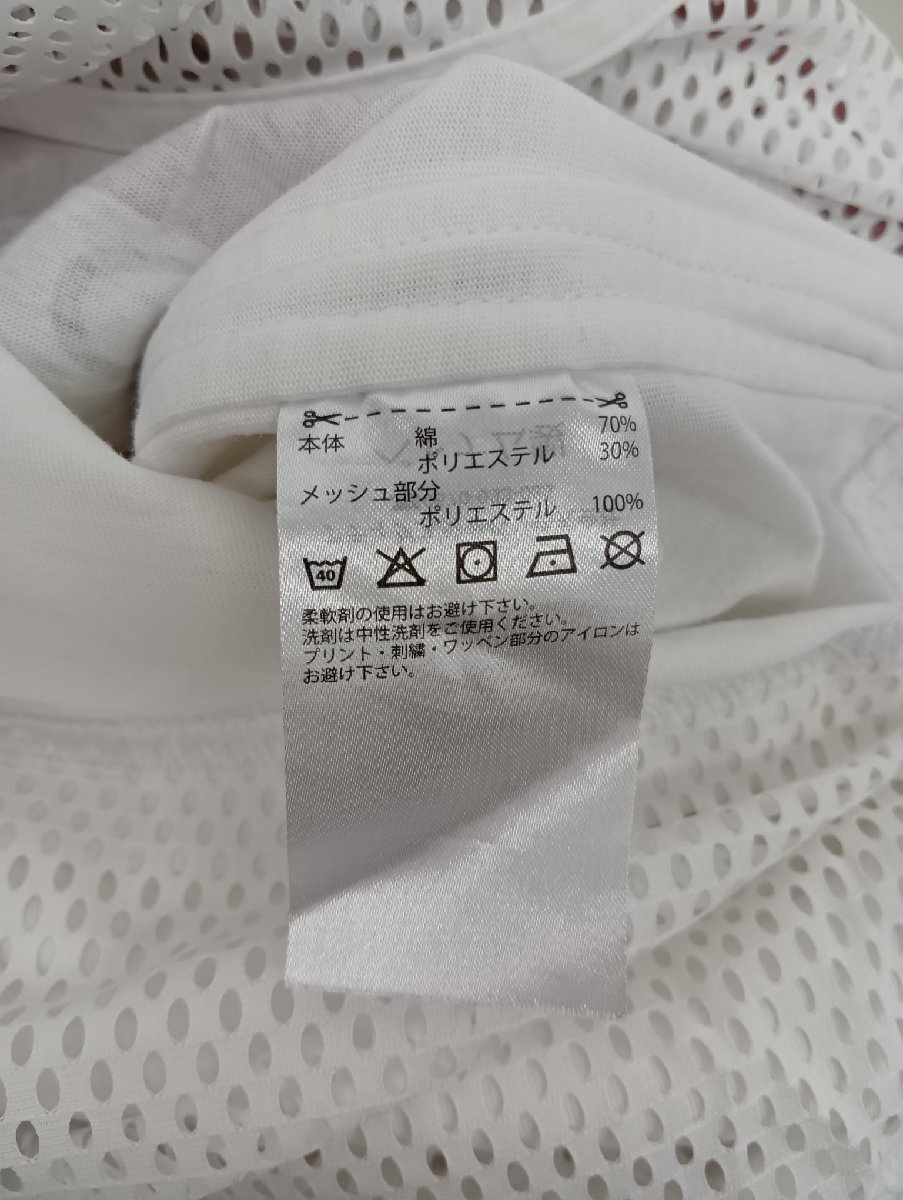 本体 綿 70%
ポリエステル 30%
メッシュ部分
ポリエステル 100%
40
柔軟剤の使用はお避け下さい。
洗剤は中性洗剤をご使用ください。
プリント・刺繍・ワッペン部分のアイロンは
お避け下さい。